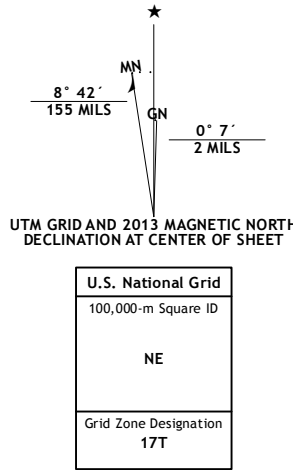 ★
MN
GN
8° 42´
155 MILS
0° 7´
2 MILS
UTM GRID AND 2013 MAGNETIC NORTH
DECLINATION AT CENTER OF SHEET
U.S. National Grid
100,000-m Square ID
NE
Grid Zone Designation
17T